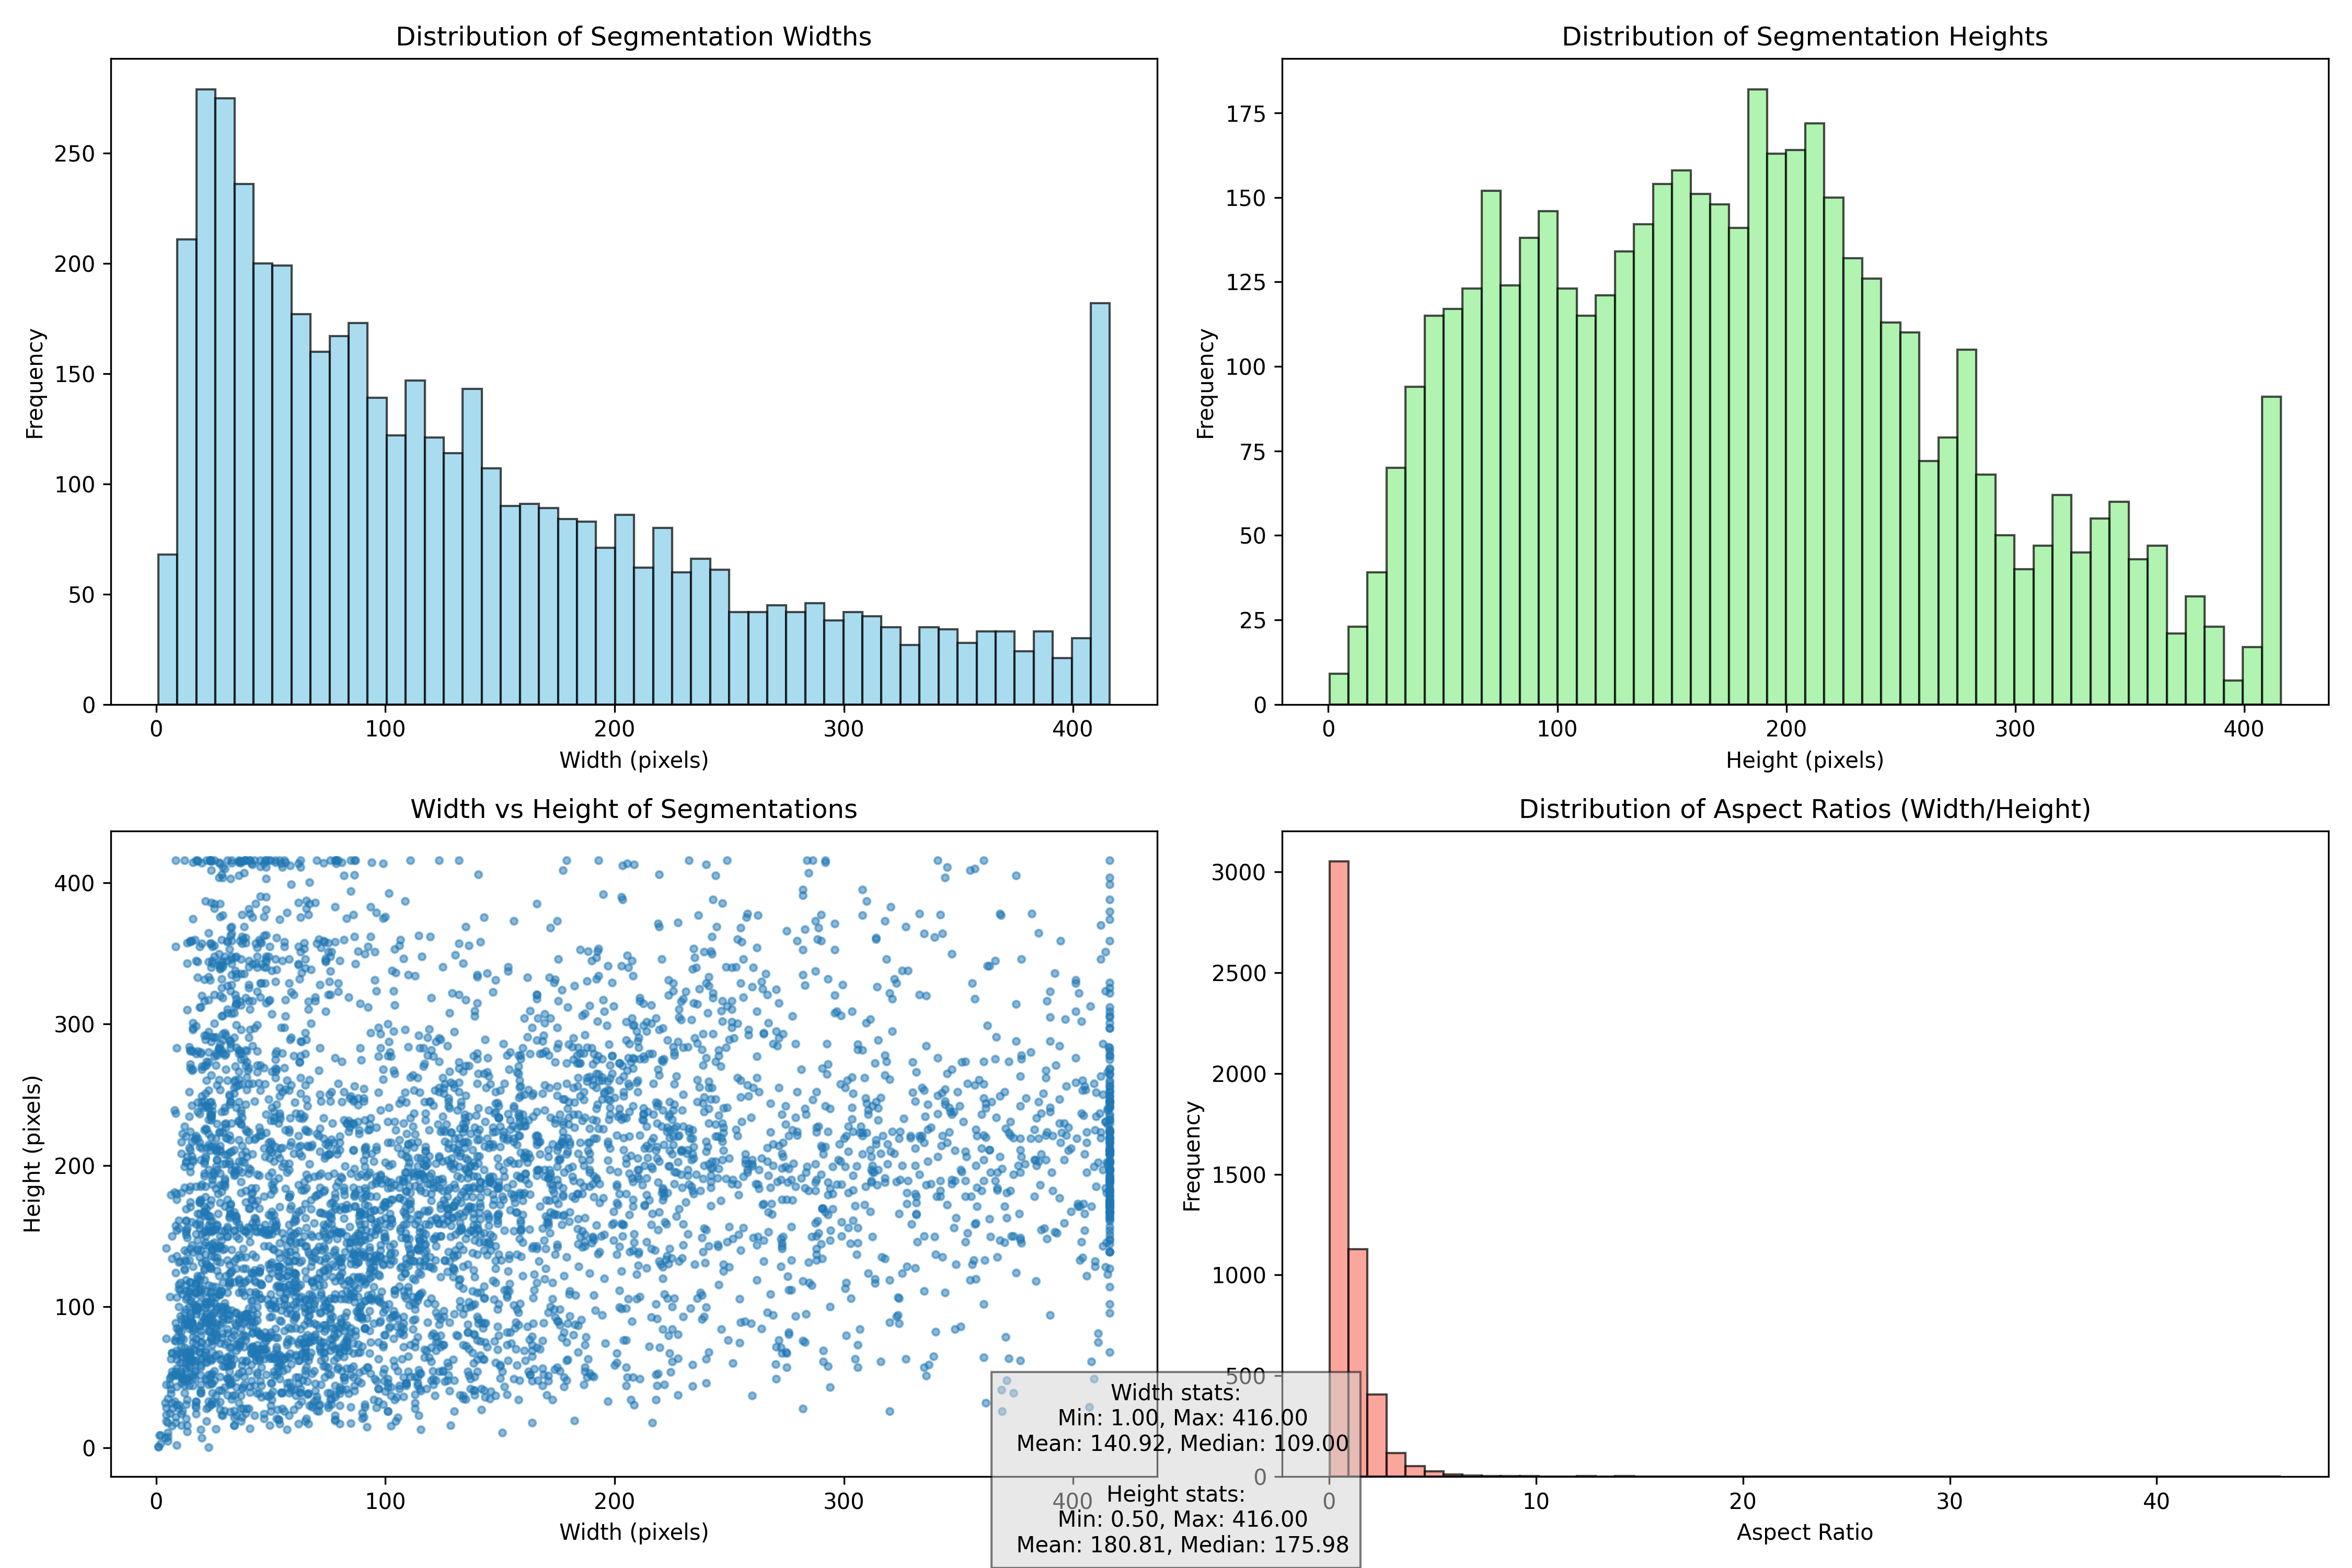 Distribution of Segmentation Widths
Frequency
250
200
150
100
50
0
0 100 200 300 400
Width (pixels)
Distribution of Segmentation Heights
Frequency
175
150
125
100
75
50
25
0
0 100 200 300 400
Height (pixels)
Width vs Height of Segmentations
Height (pixels)
400
300
200
100
0
0 100 200 300 400
Width (pixels)
Distribution of Aspect Ratios (Width/Height)
Frequency
3000
2500
2000
1500
1000
500
0
0 10 20 30 40
Aspect Ratio
Width stats:
Min: 1.00, Max: 416.00
Mean: 140.92, Median: 109.00
Height stats:
Min: 0.50, Max: 416.00
Mean: 180.81, Median: 175.98